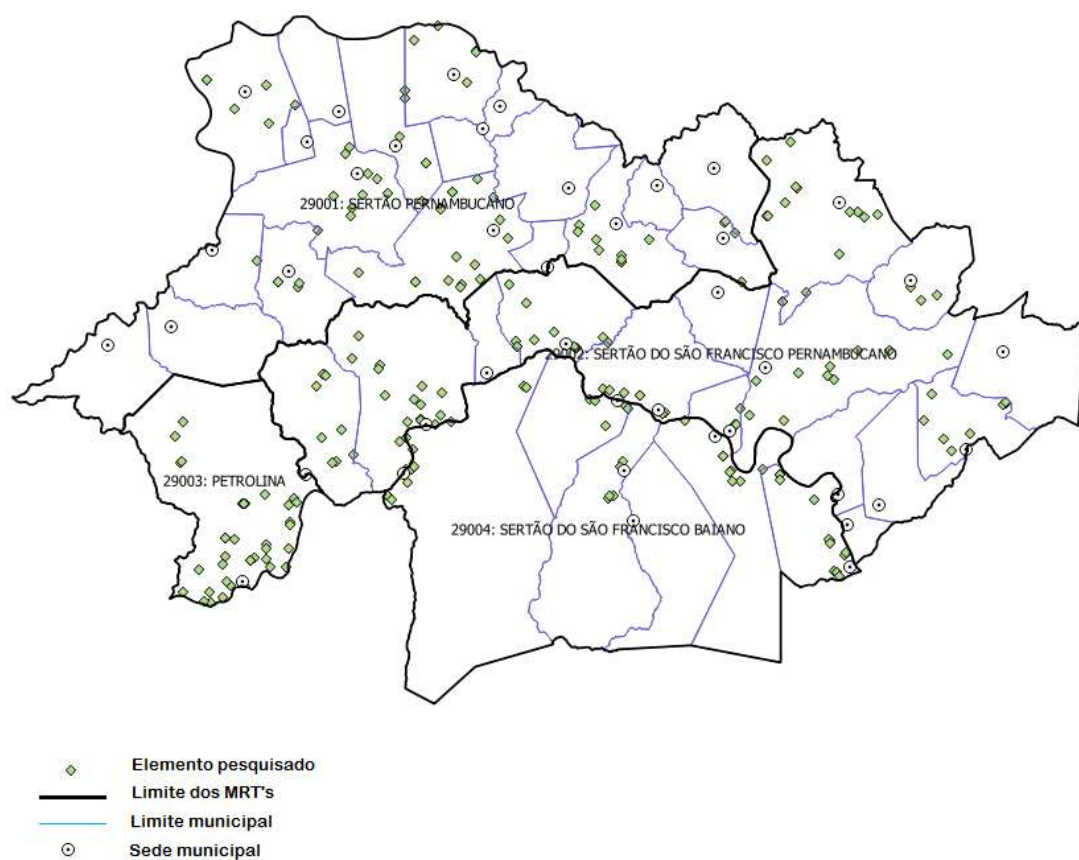 29001: SERTÃO PERNAMBUCANO
29002: SERTÃO DO SÃO FRANCISCO PERNAMBUCANO
29003: PETROLINA
29004: SERTÃO DO SÃO FRANCISCO BAIANO
Elemento pesquisado
Limite dos MRT's
Limite municipal
Sede municipal